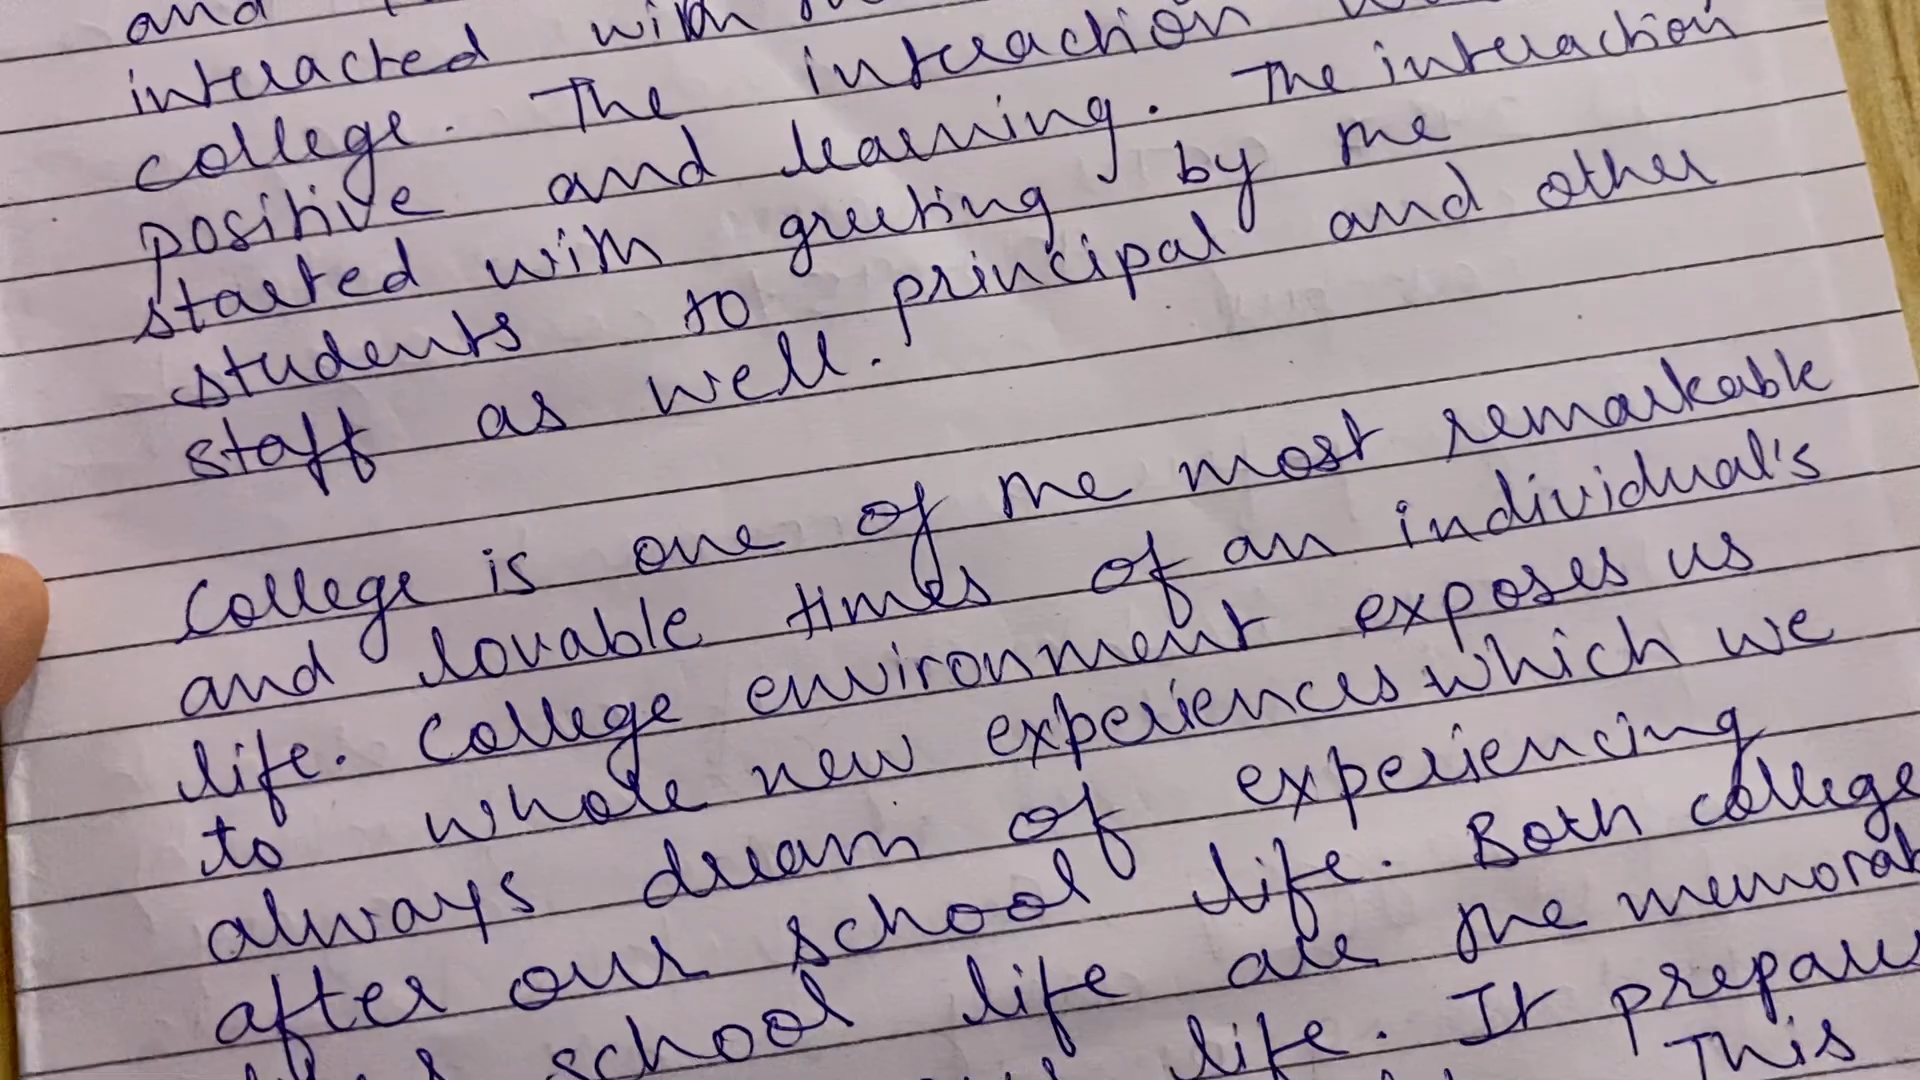 and
interacted with
college. The interaction
positive and learning. The interaction
started with greeting by the
students to principal and other
staff as well.
College is one of the most remarkable
and lovable times of an individual's
life. College environment exposes us
to whole new experiences which we
always dream of experiencing
after our school life. Both college
school life are the memorab
life. It prepares
This